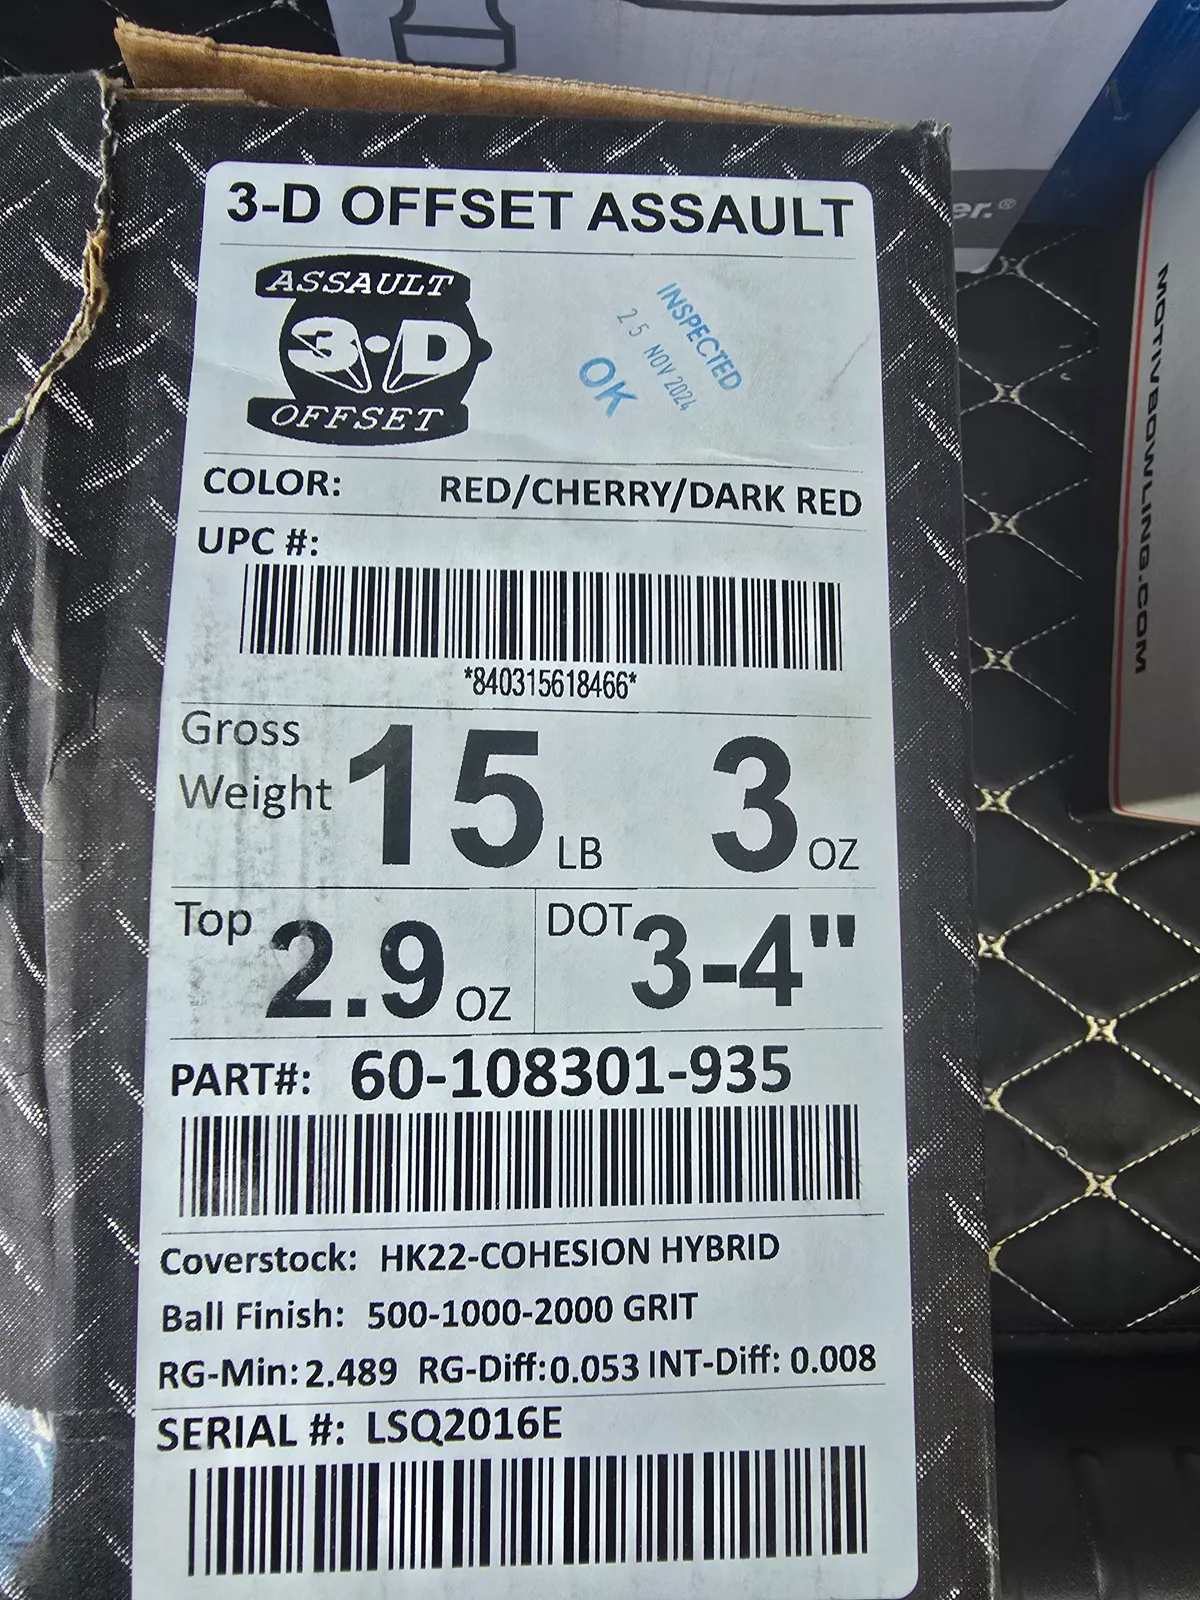 er.®
3-D OFFSET ASSAULT
ASSAULT
3·D
OFFSET
INSPECTED
25 NOV 2024
OK
COLOR: RED/CHERRY/DARK RED
UPC #:
*840315618466*
Gross
Weight 15 LB 3 OZ
Top 2.9 OZ DOT 3-4"
PART#: 60-108301-935
Coverstock: HK22-COHESION HYBRID
Ball Finish: 500-1000-2000 GRIT
RG-Min: 2.489 RG-Diff: 0.053 INT-Diff: 0.008
SERIAL #: LSQ2016E
MOTIVBOWLING.COM